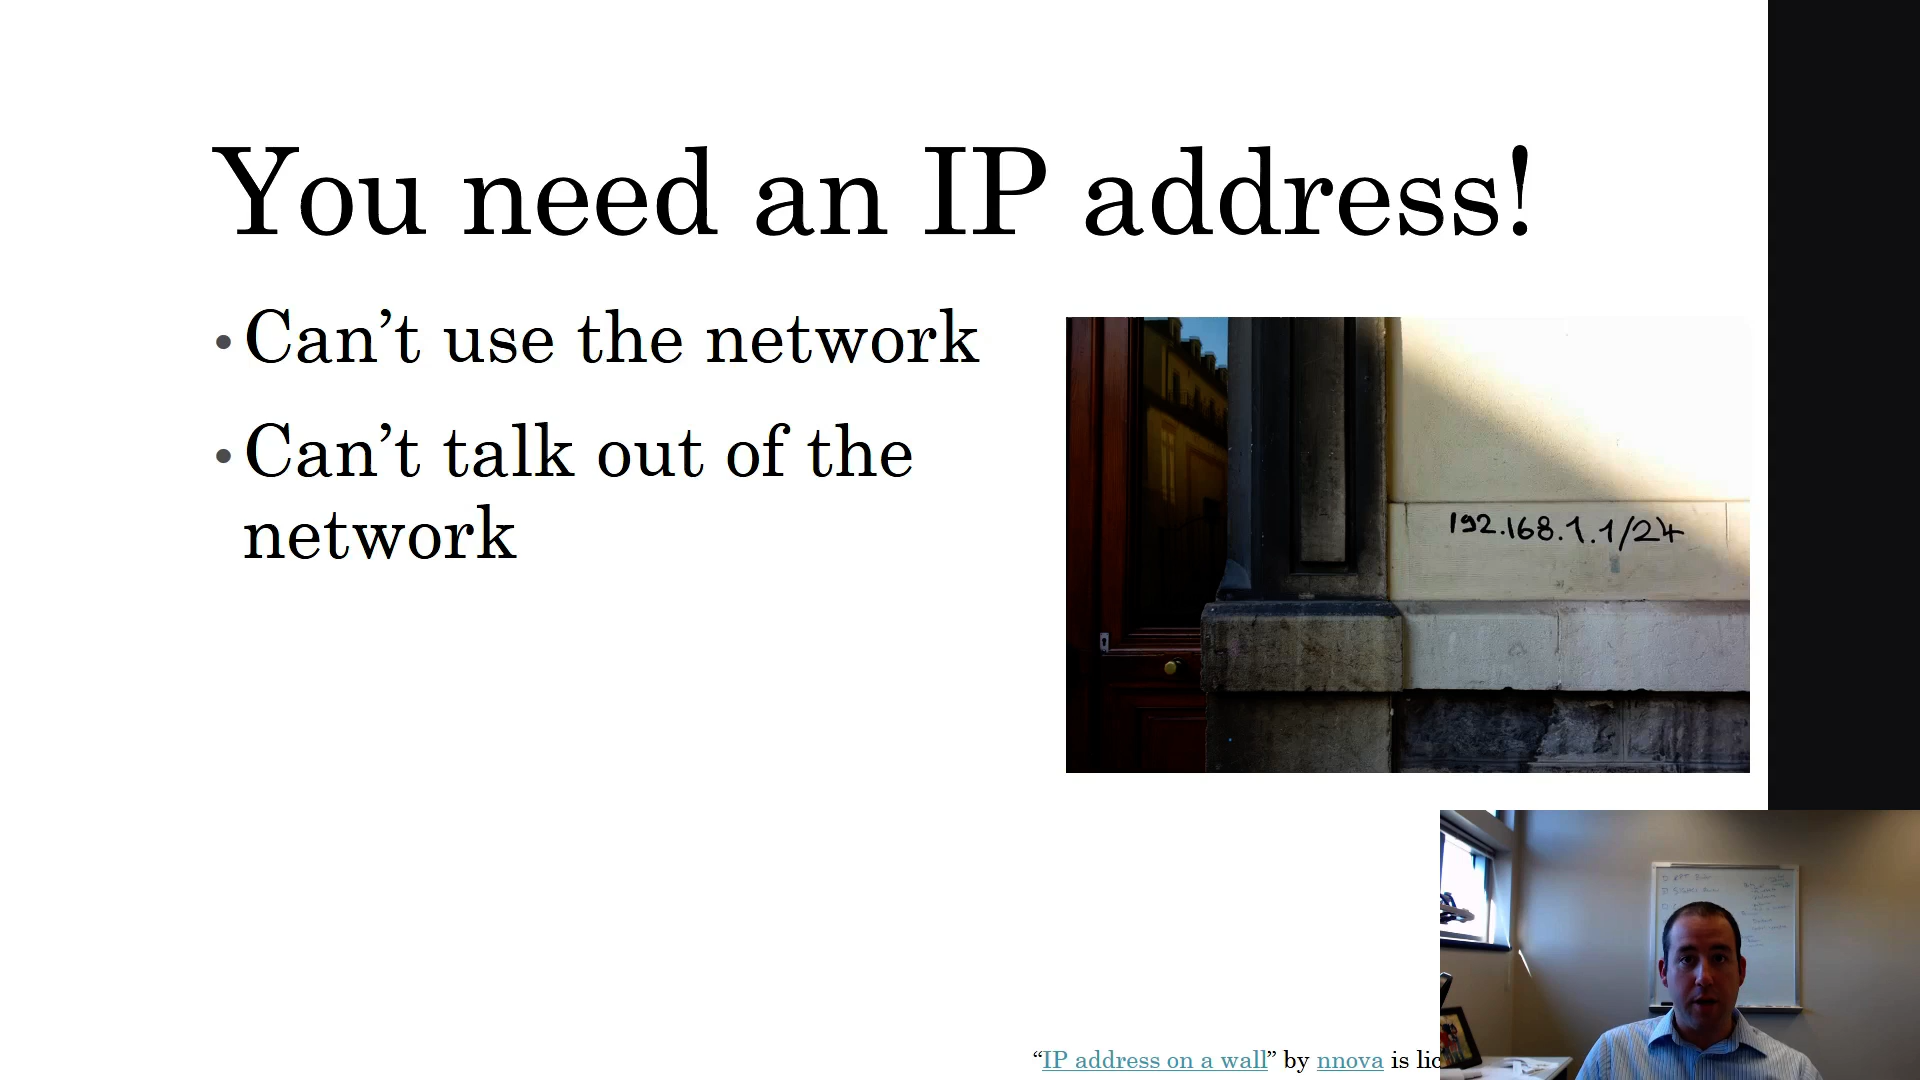 You need an IP address!
• Can’t use the network
• Can’t talk out of the
network
192.168.1.1/24
“IP address on a wall” by nnova is lic